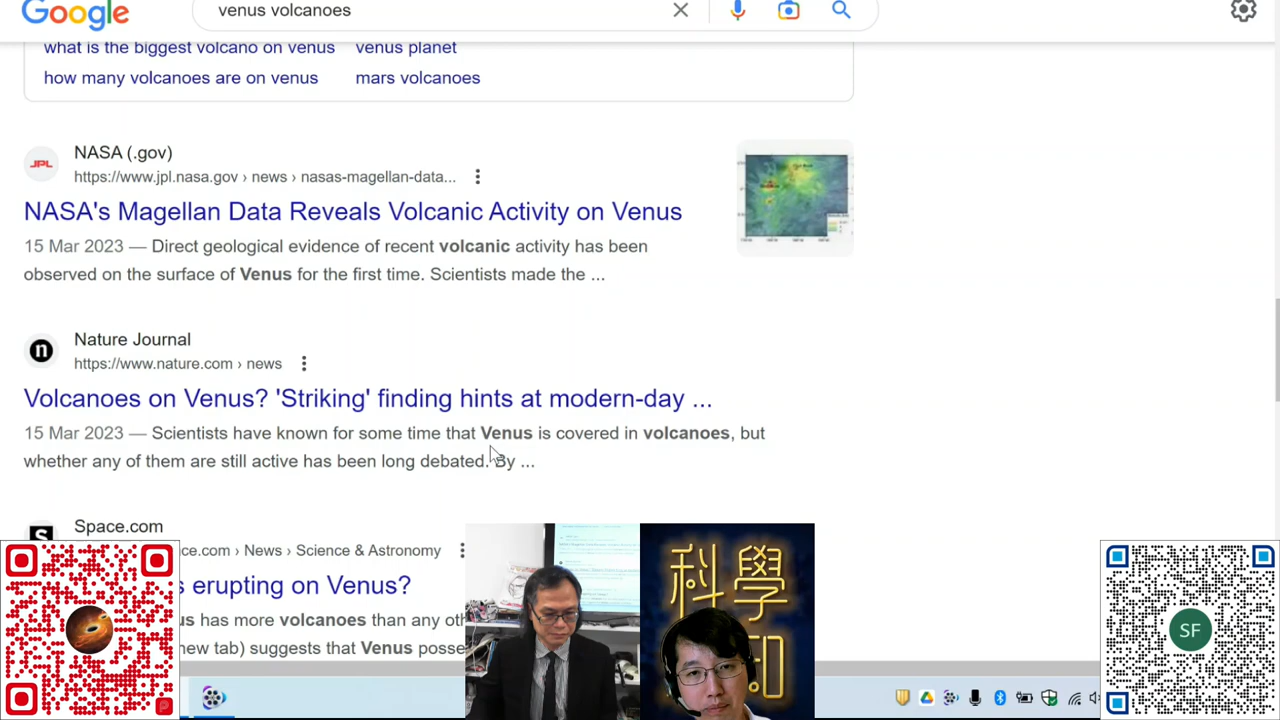 Google
venus volcanoes
what is the biggest volcano on venus
venus planet
how many volcanoes are on venus
mars volcanoes
JPL
NASA (.gov)
https://www.jpl.nasa.gov › news › nasas-magellan-data...
NASA's Magellan Data Reveals Volcanic Activity on Venus
15 Mar 2023 — Direct geological evidence of recent volcanic activity has been
observed on the surface of Venus for the first time. Scientists made the ...
n
Nature Journal
https://www.nature.com › news
Volcanoes on Venus? 'Striking' finding hints at modern-day ...
15 Mar 2023 — Scientists have known for some time that Venus is covered in volcanoes, but
whether any of them are still active has been long debated. By ...
S
Space.com
ce.com › News › Science & Astronomy
s erupting on Venus?
us has more volcanoes than any oth
new tab) suggests that Venus posse
科學
SF